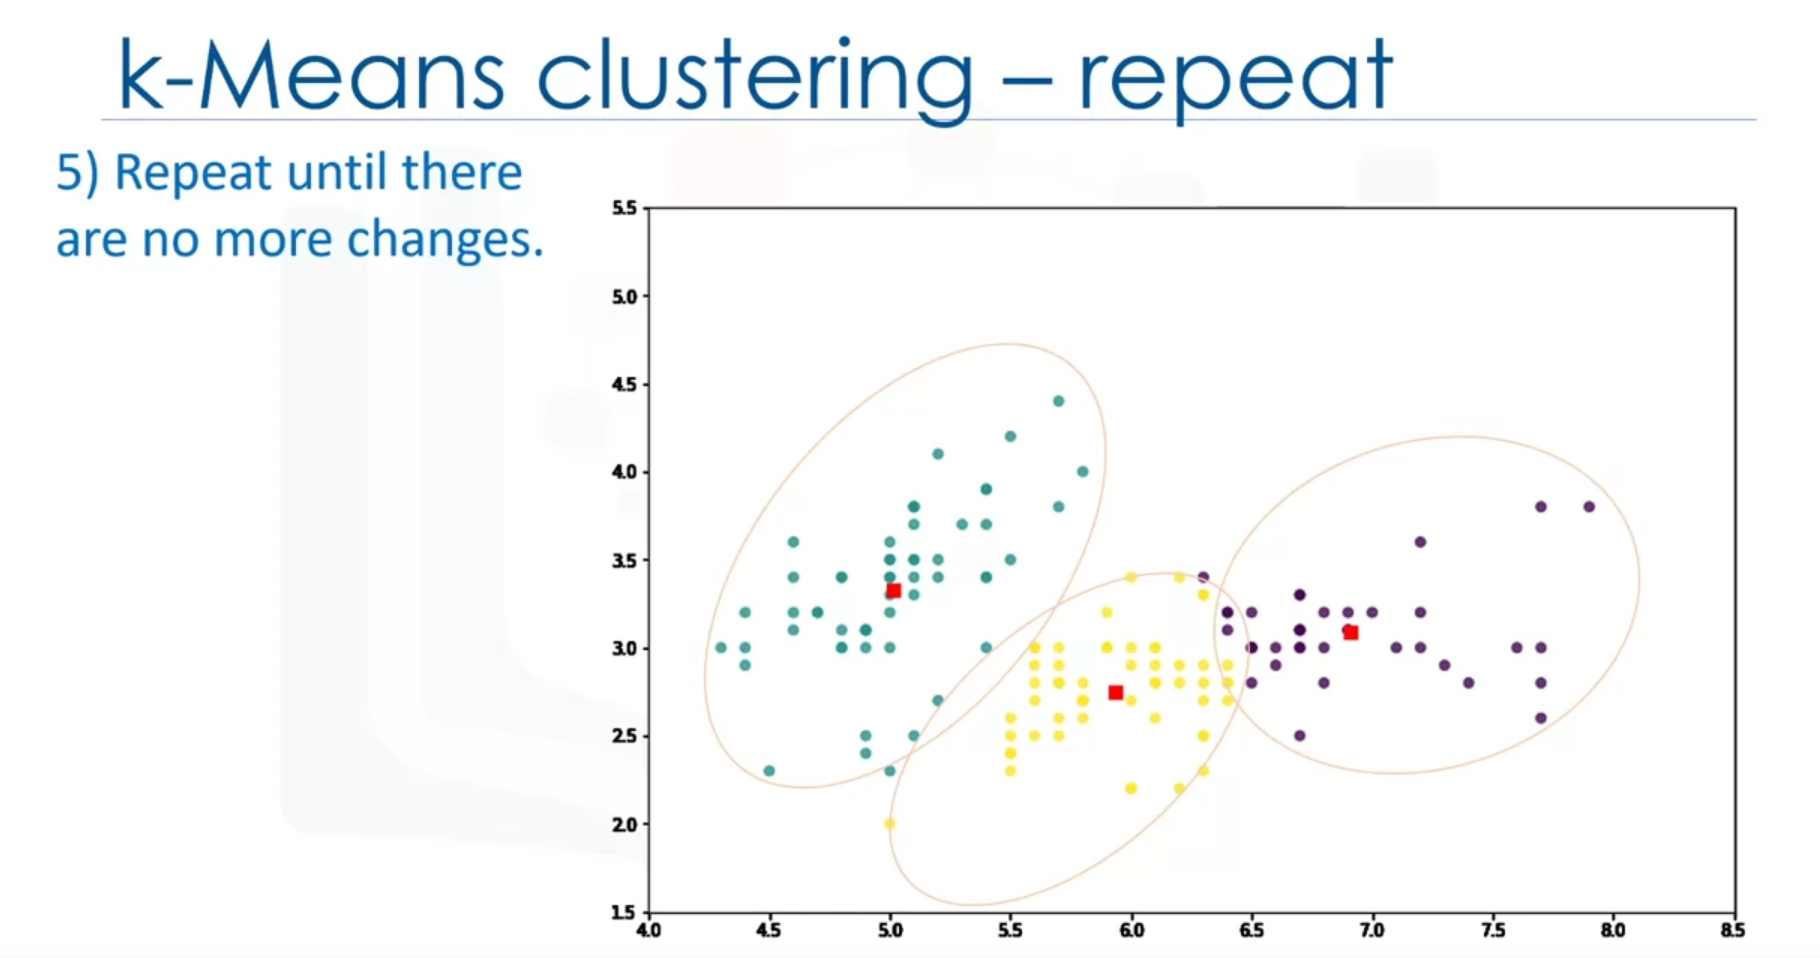 k-Means clustering – repeat
5) Repeat until there
are no more changes.
5.5
5.0
4.5
4.0
3.5
3.0
2.5
2.0
1.5
4.0 4.5 5.0 5.5 6.0 6.5 7.0 7.5 8.0 8.5